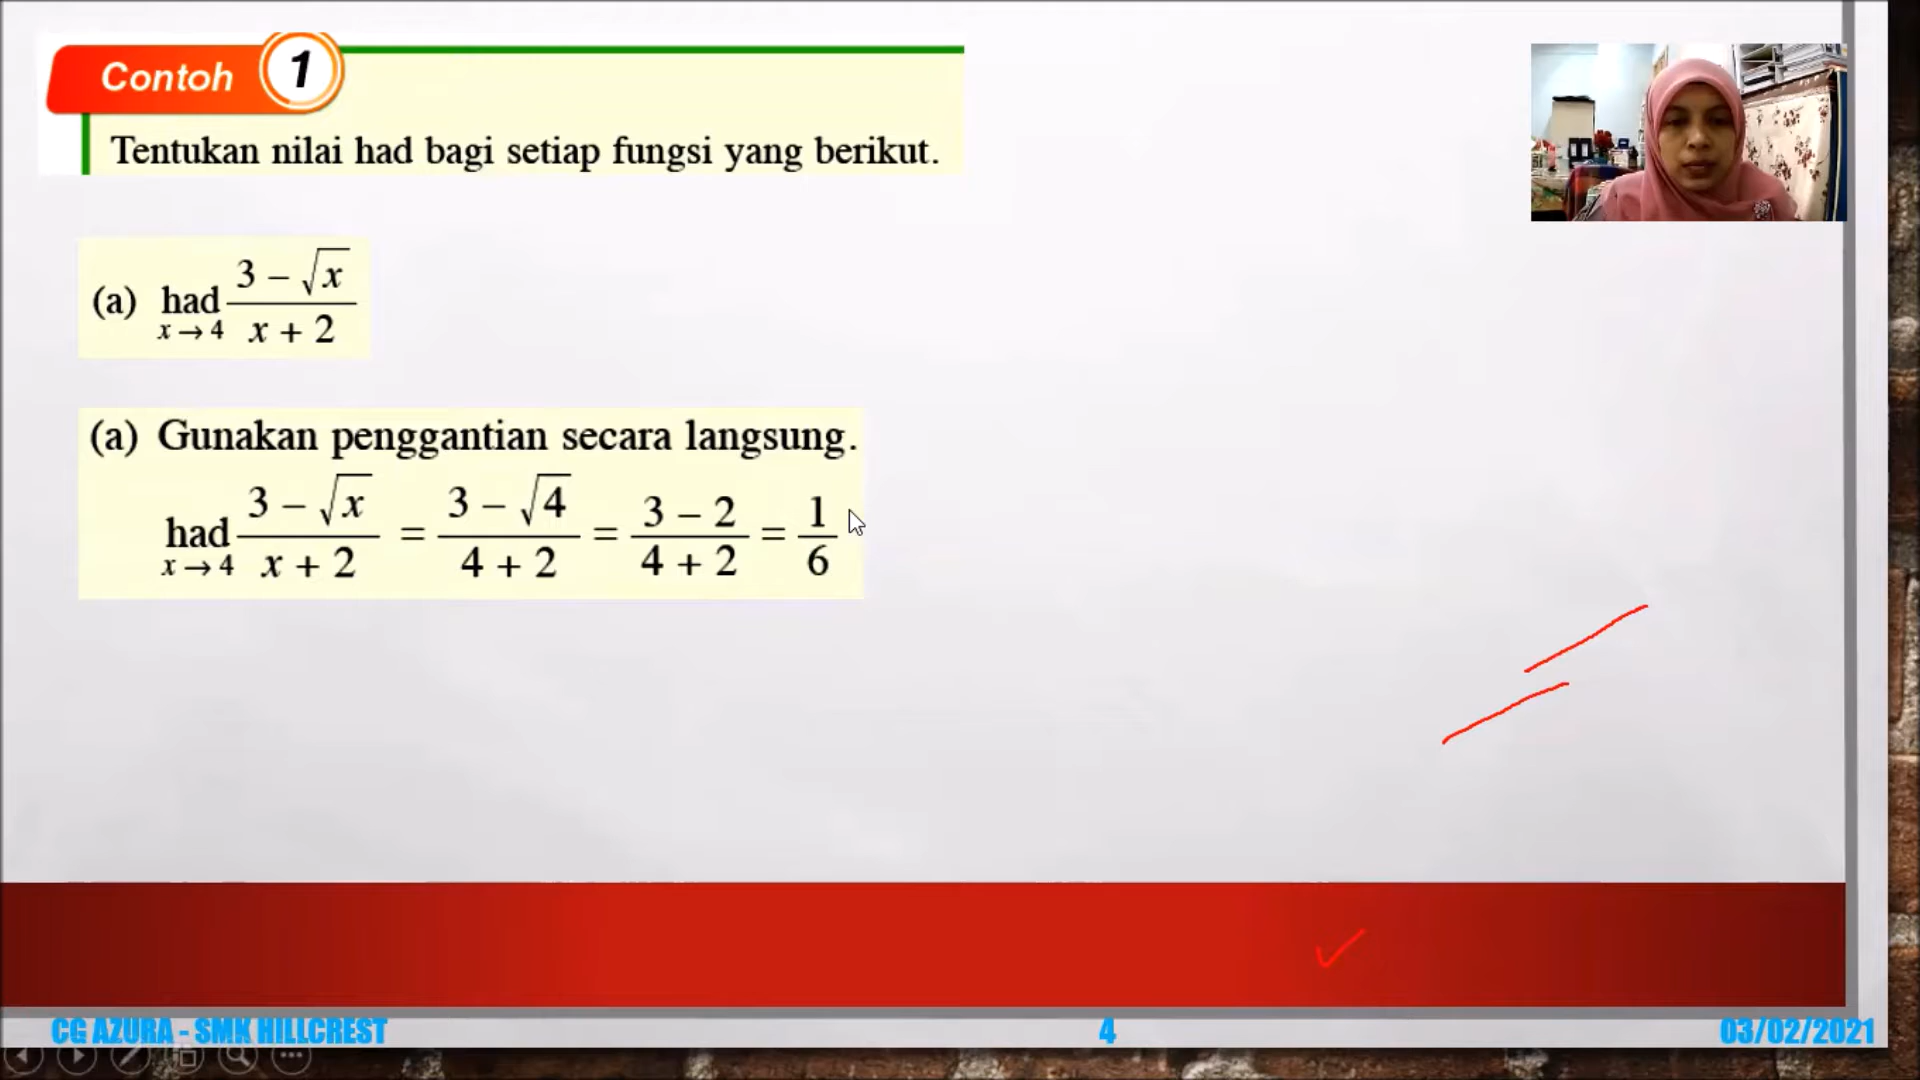 Contoh 1
Tentukan nilai had bagi setiap fungsi yang berikut.
(a) had x → 4 (3 – √x)/(x + 2)
(a) Gunakan penggantian secara langsung.
had x → 4 (3 – √x)/(x + 2) = (3 – √4)/(4 + 2) = (3 – 2)/(4 + 2) = 1/6
CG AZURA - SMK HILLCREST 4 03/02/2021